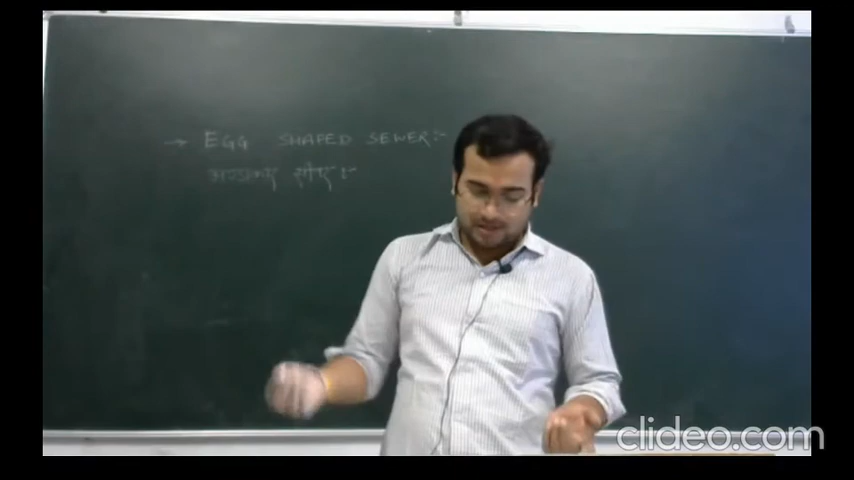 → EGG SHAPED SEWER:-
अण्डाकार सीवर :-
clideo.com